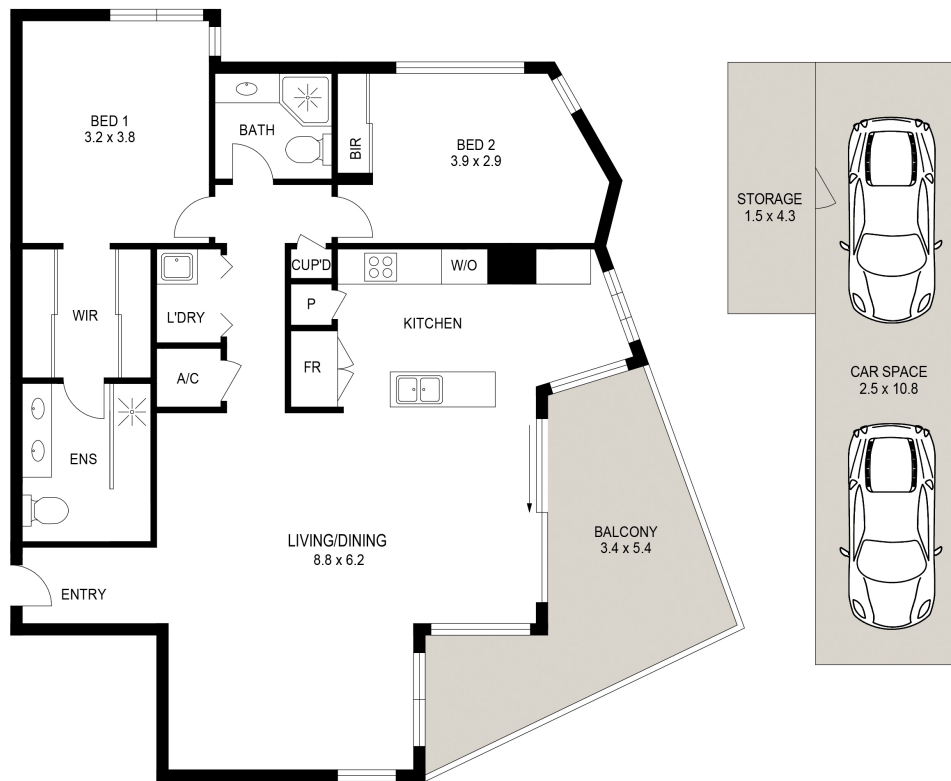 BED 1
3.2 x 3.8
BATH
BIR
BED 2
3.9 x 2.9
STORAGE
1.5 x 4.3
CUP'D
W/O
WIR
L'DRY
P
KITCHEN
A/C
FR
CAR SPACE
2.5 x 10.8
ENS
LIVING/DINING
8.8 x 6.2
BALCONY
3.4 x 5.4
ENTRY